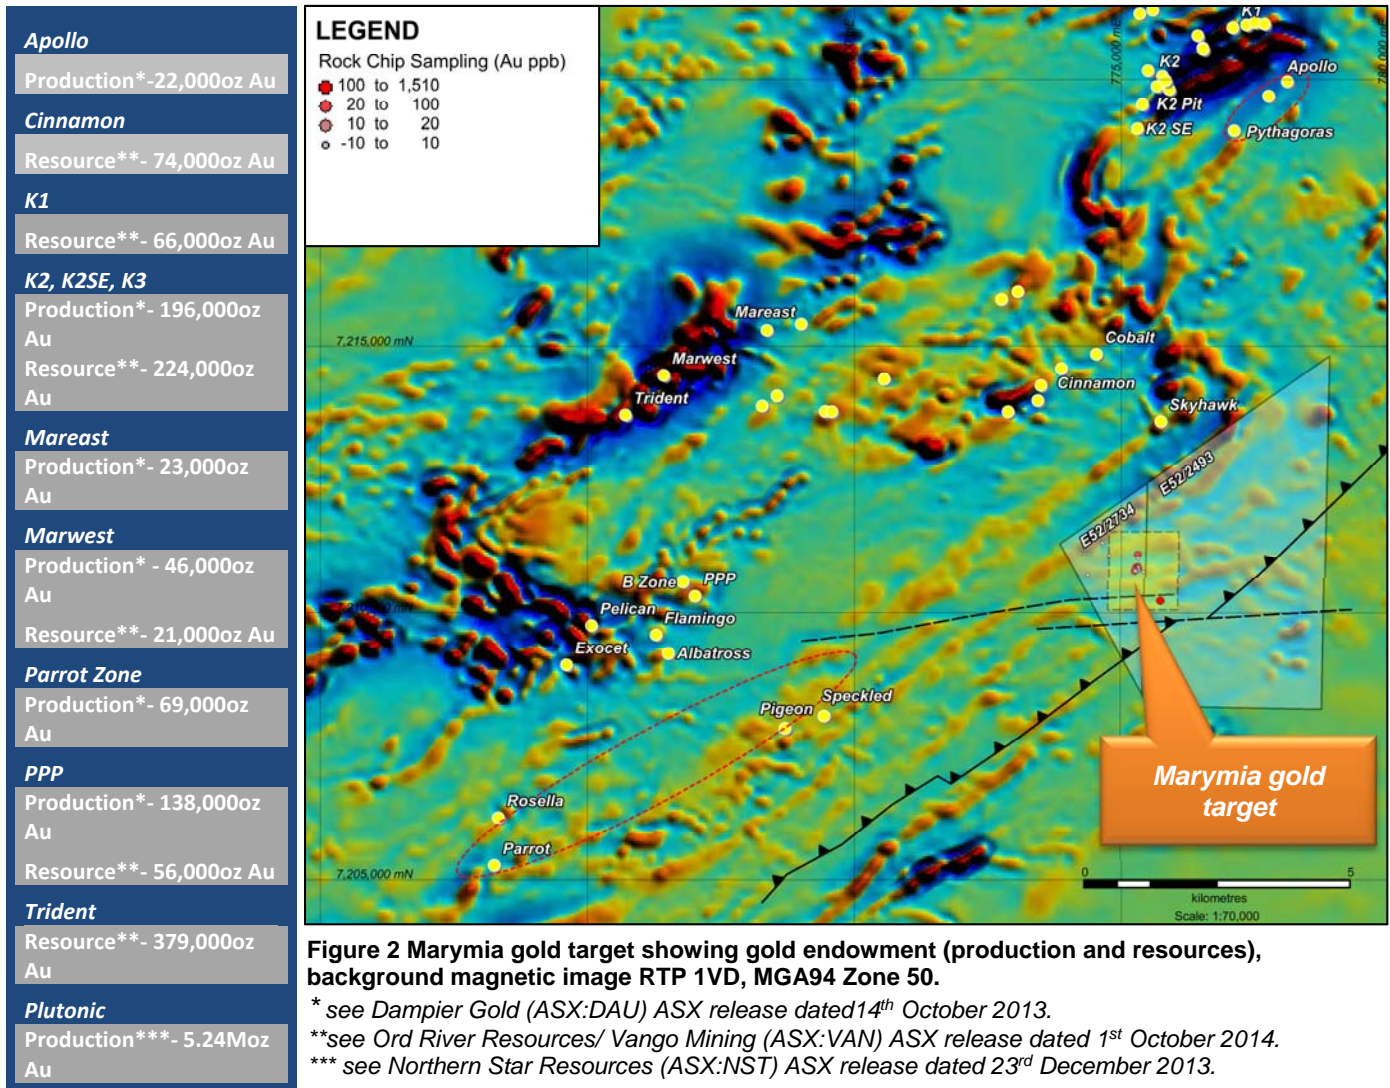 Apollo
Production*-22,000oz Au
Cinnamon
Resource**- 74,000oz Au
K1
Resource**- 66,000oz Au
K2, K2SE, K3
Production*- 196,000oz
Au
Resource**- 224,000oz
Au
Mareast
Production*- 23,000oz
Au
Marwest
Production* - 46,000oz
Au
Resource**- 21,000oz Au
Parrot Zone
Production*- 69,000oz
Au
PPP
Production*- 138,000oz
Au
Resource**- 56,000oz Au
Trident
Resource**- 379,000oz
Au
Plutonic
Production***- 5.24Moz
Au
LEGEND
Rock Chip Sampling (Au ppb)
100 to 1,510
20 to 100
10 to 20
-10 to 10
775,000 mE
K1
K2
Apollo
K2 Pit
K2 SE
Pythagoras
Mareast
7,215,000 mN
Cobalt
Marwest
Cinnamon
Trident
Skyhawk
E52/2493
E52/2734
B Zone
PPP
Pelican
Flamingo
Exocet
Albatross
Speckled
Pigeon
Rosella
Parrot
7,205,000 mN
Marymia gold
target
0 5
kilometres
Scale: 1:70,000
Figure 2 Marymia gold target showing gold endowment (production and resources),
background magnetic image RTP 1VD, MGA94 Zone 50.
* see Dampier Gold (ASX:DAU) ASX release dated14th October 2013.
**see Ord River Resources/ Vango Mining (ASX:VAN) ASX release dated 1st October 2014.
*** see Northern Star Resources (ASX:NST) ASX release dated 23rd December 2013.